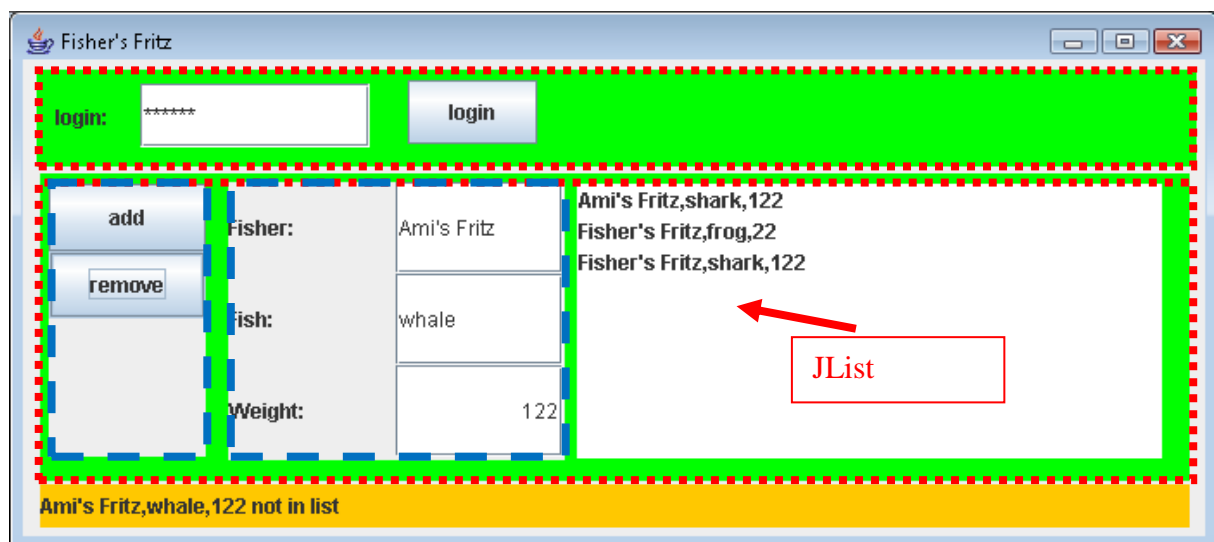 Fisher's Fritz
login: ****** login
add
remove
Fisher: Ami's Fritz
Fish: whale
Weight: 122
Ami's Fritz,shark,122
Fisher's Fritz,frog,22
Fisher's Fritz,shark,122
JList
Ami's Fritz,whale,122 not in list